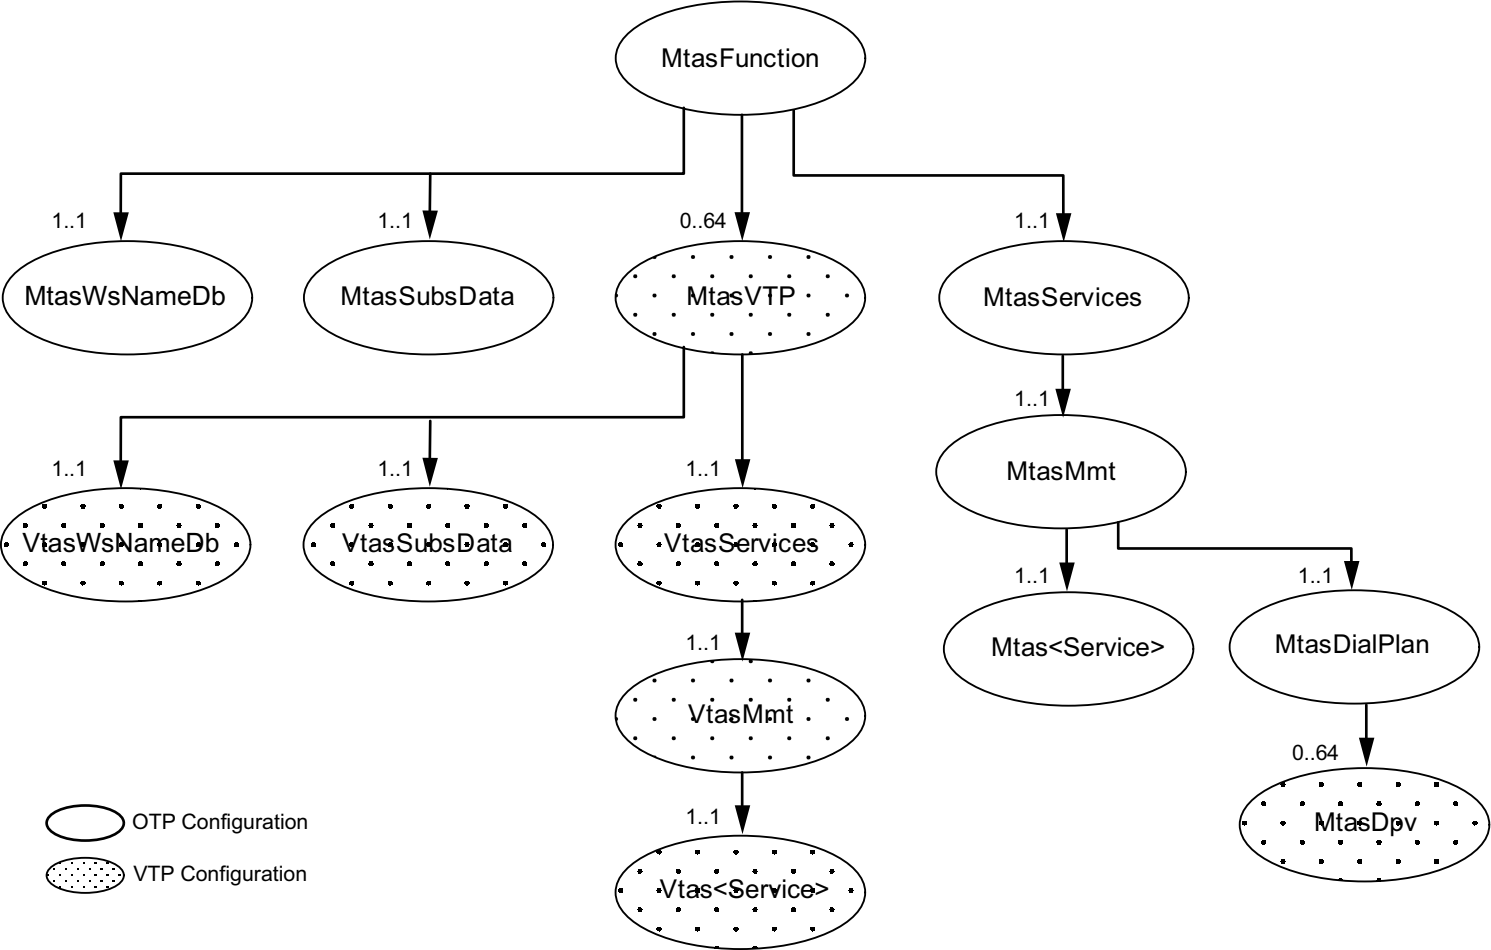 MtasFunction
1..1
1..1
0..64
1..1
MtasWsNameDb
MtasSubsData
MtasVTP
MtasServices
1..1
MtasMmt
1..1
1..1
1..1
VtasWsNameDb
VtasSubsData
VtasServices
1..1
1..1
Mtas<Service>
MtasDialPlan
1..1
VtasMmt
0..64
MtasDpv
1..1
Vtas<Service>
OTP Configuration
VTP Configuration